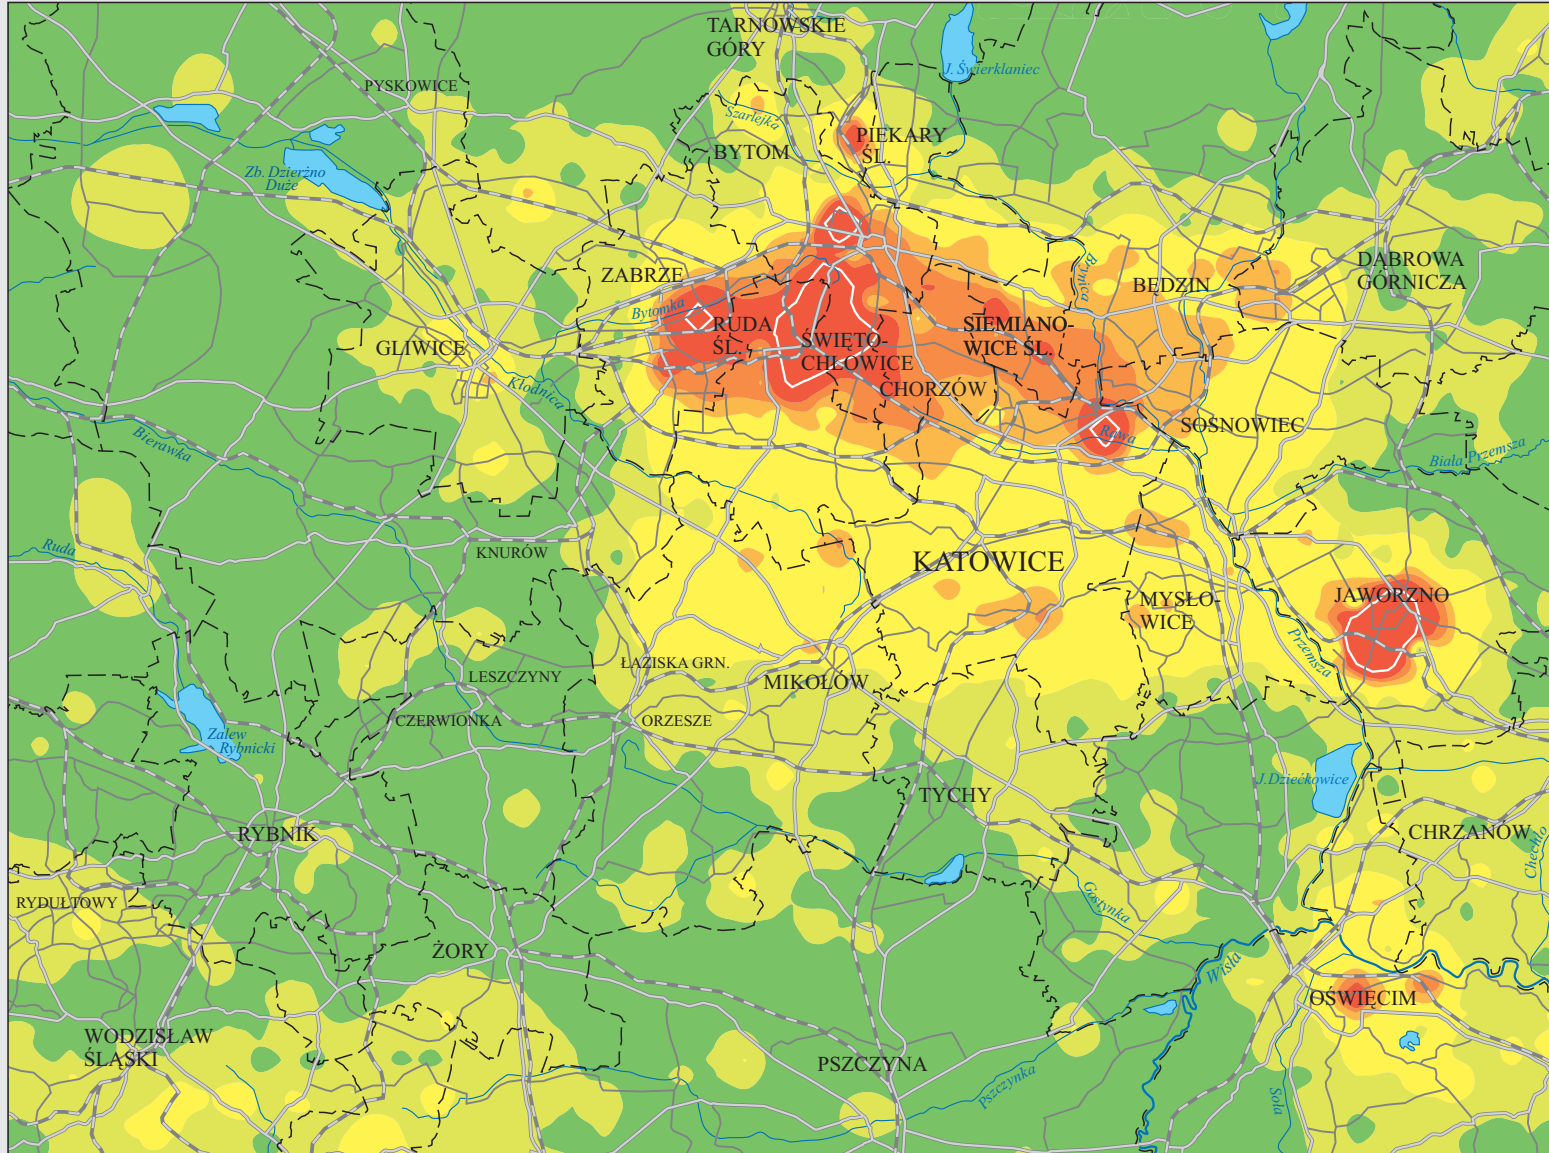 TARNOWSKIE
GÓRY
J. Świerklaniec
PYSKOWICE
Szarlejka
PIEKARY
ŚL.
BYTOM
Zb. Dzierżno
Duże
ZABRZE
Brynica
BĘDZIN
DĄBROWA
GÓRNICZA
Bytomka
RUDA
ŚL.
ŚWIĘTO-
CHŁOWICE
SIEMIANO-
WICE ŚL.
GLIWICE
Kłodnica
CHORZÓW
Rawa
SOSNOWIEC
Bierawka
Biała Przemsza
Ruda
KNURÓW
KATOWICE
MYSŁO-
WICE
JAWORZNO
Przemsza
ŁAZISKA GRN.
LESZCZYNY
MIKOŁÓW
CZERWIONKA
ORZESZE
Zalew
Rybnicki
J.Dziećkowice
TYCHY
RYBNIK
CHRZANÓW
Chechło
RYDUŁTOWY
Gostynka
ŻORY
Wisła
OŚWIĘCIM
WODZISŁAW
ŚLĄSKI
PSZCZYNA
Pszczynka
Soła